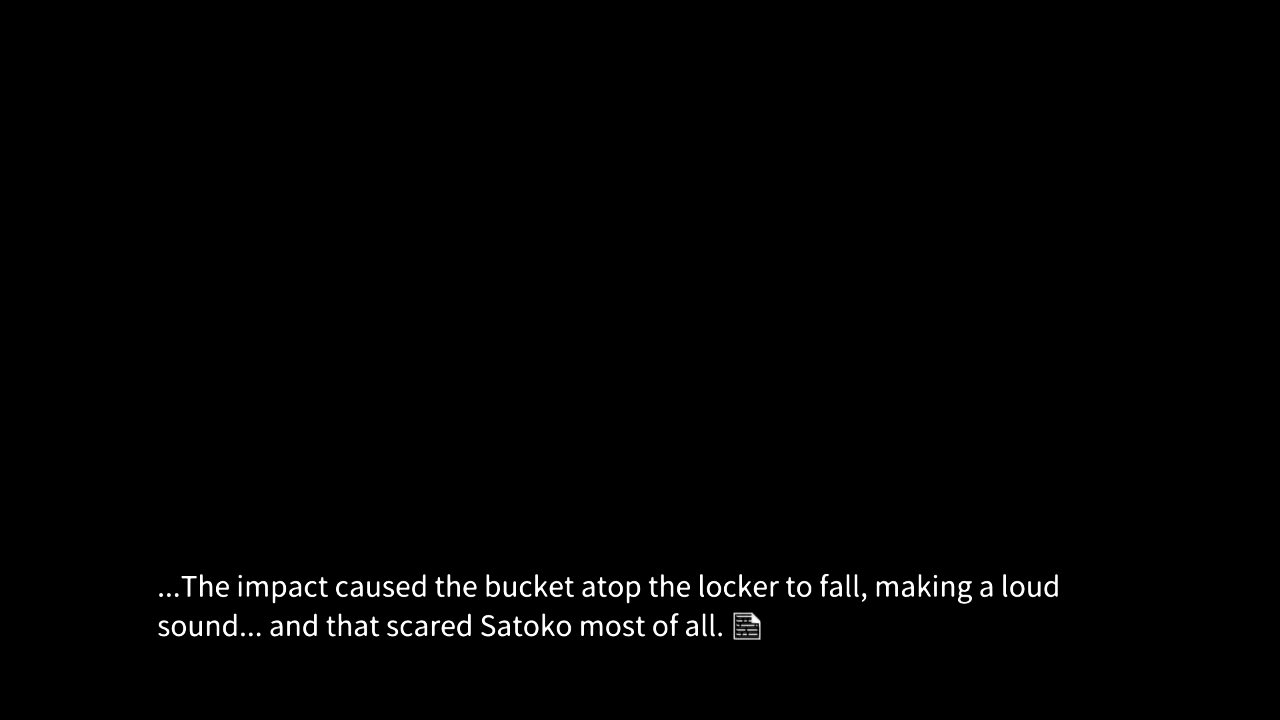 ...The impact caused the bucket atop the locker to fall, making a loud
sound... and that scared Satoko most of all.